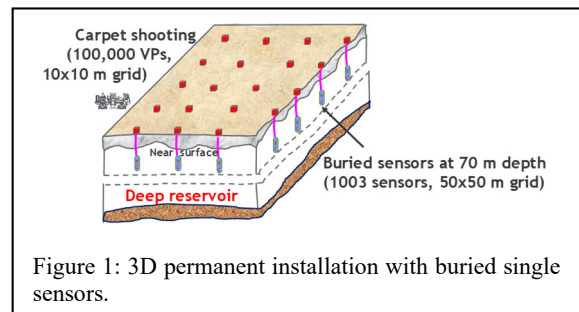 Carpet shooting
(100,000 VPs,
10x10 m grid)
Near surface
Buried sensors at 70 m depth
(1003 sensors, 50x50 m grid)
Deep reservoir
Figure 1: 3D permanent installation with buried single
sensors.